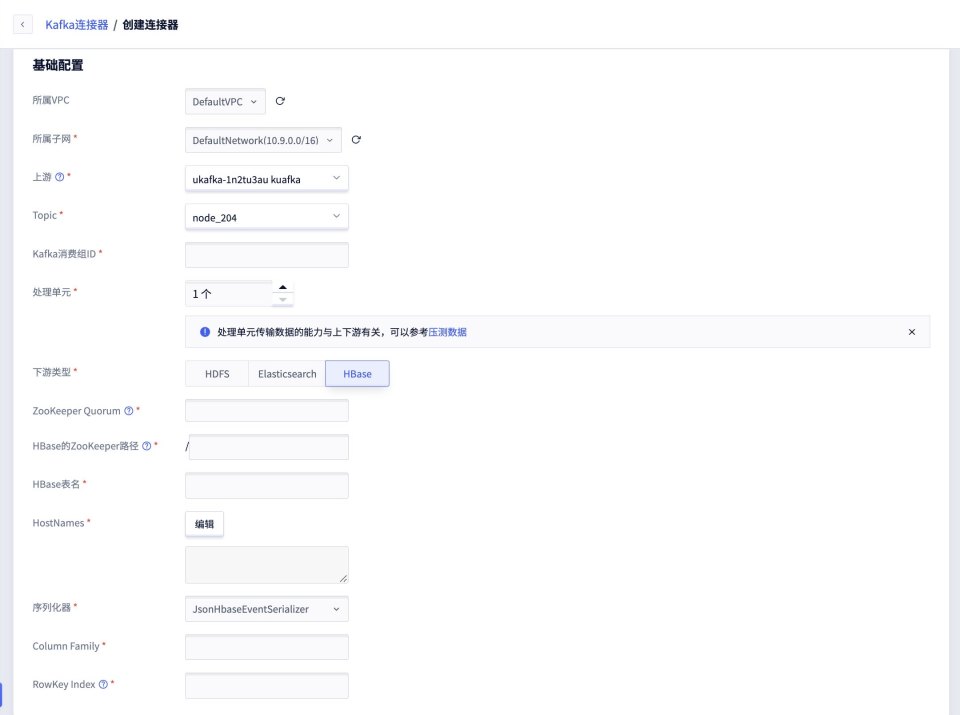 Kafka连接器 / 创建连接器
基础配置
所属VPC DefaultVPC
所属子网 * DefaultNetwork(10.9.0.0/16)
上游 * ukafka-1n2tu3au kuafka
Topic * node_204
Kafka消费组ID *
处理单元 * 1 个
处理单元传输数据的能力与上下游有关，可以参考压测数据
下游类型 * HDFS Elasticsearch HBase
ZooKeeper Quorum *
HBase的ZooKeeper路径 * /
HBase表名 *
HostNames * 编辑
序列化器 * JsonHbaseEventSerializer
Column Family *
RowKey Index *